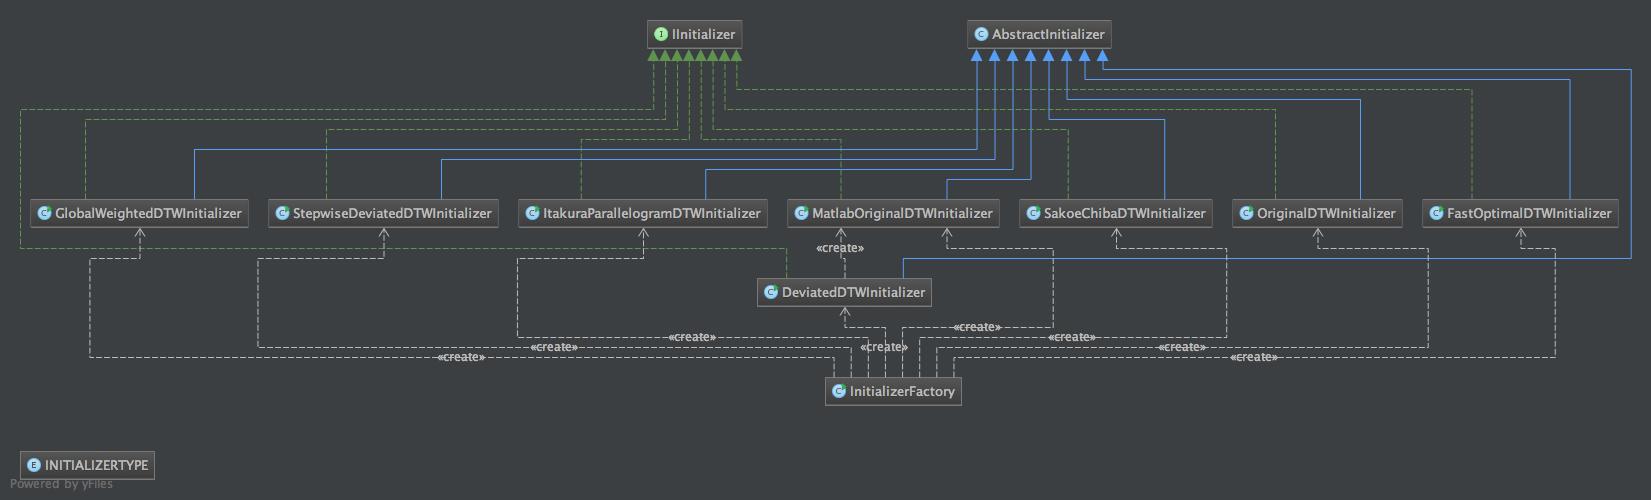 I IInitializer
C AbstractInitializer
C GlobalWeightedDTWInitializer
C StepwiseDeviatedDTWInitializer
C ItakuraParallelogramDTWInitializer
C MatlabOriginalDTWInitializer
C SakoeChibaDTWInitializer
C OriginalDTWInitializer
C FastOptimalDTWInitializer
«create»
C DeviatedDTWInitializer
«create»
«create»
«create»
«create»
«create»
«create»
«create»
«create»
C InitializerFactory
E INITIALIZERTYPE
Powered by yFiles